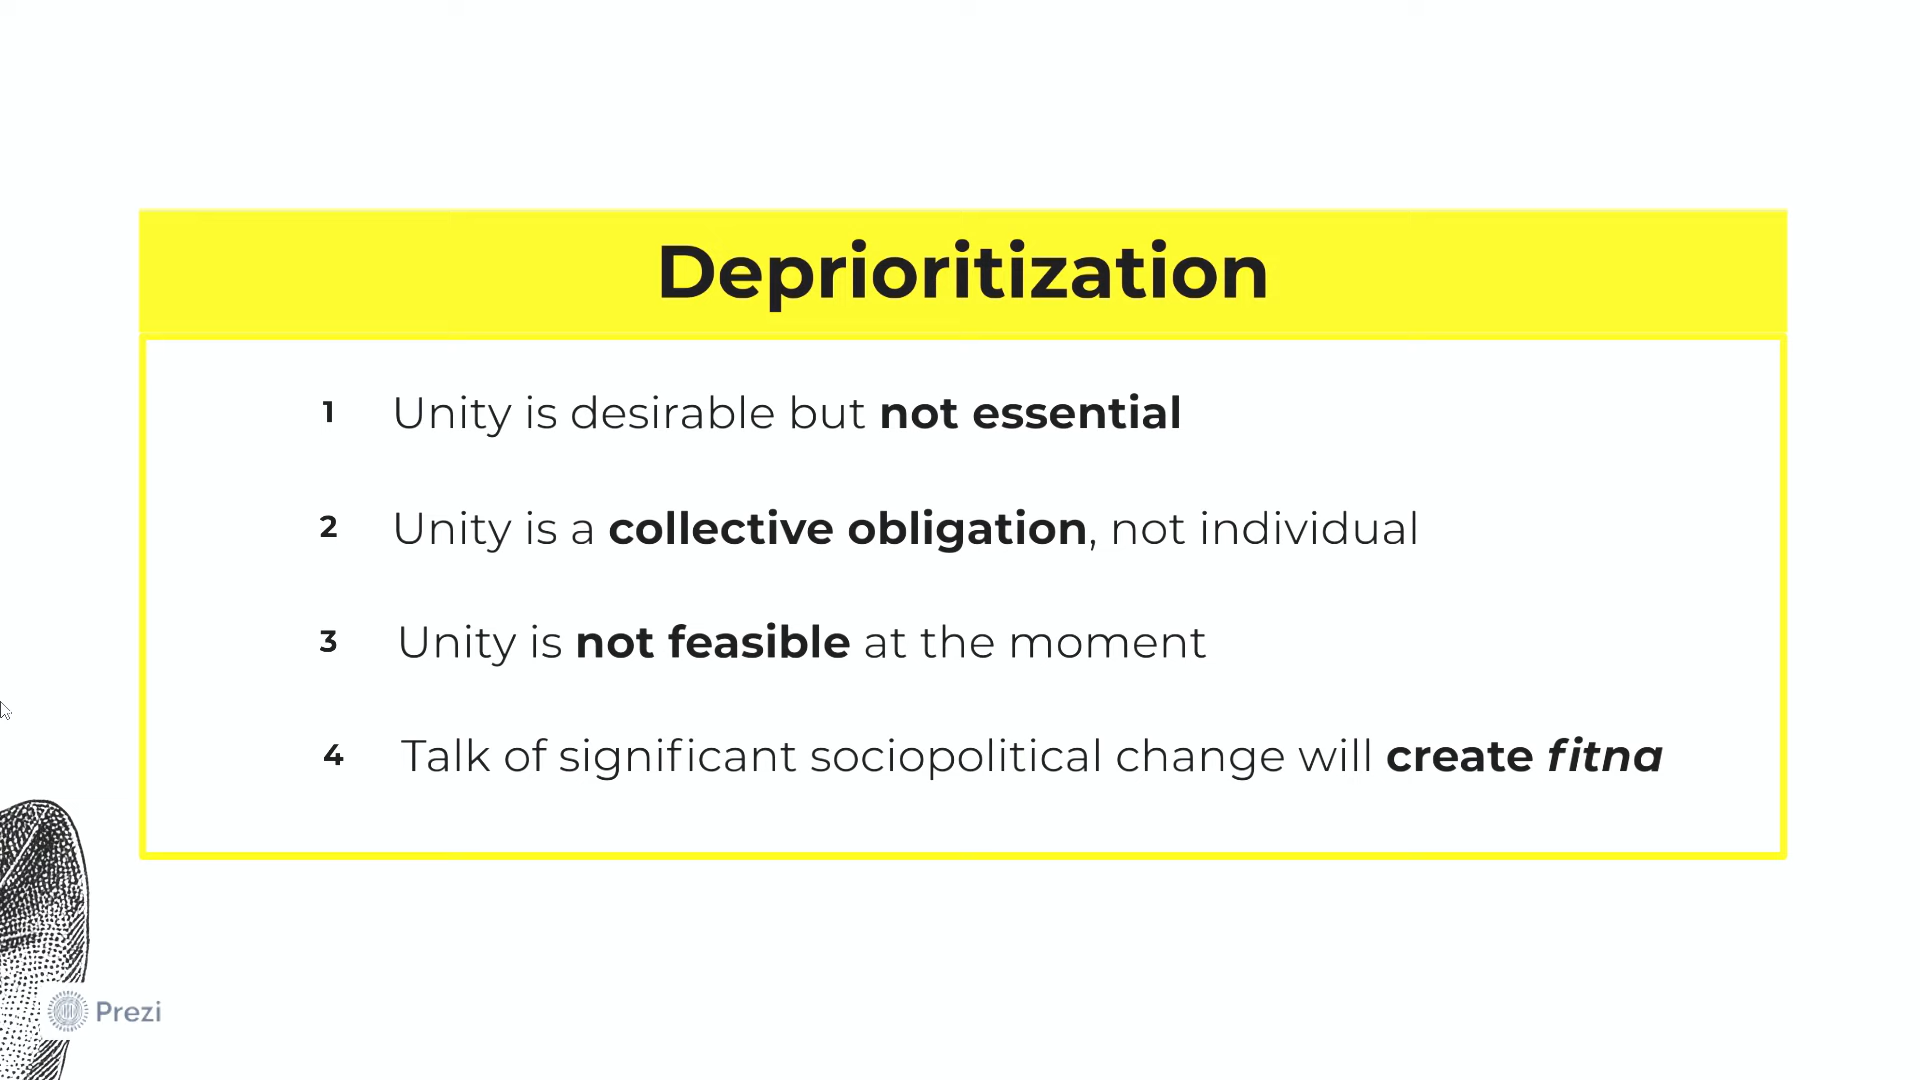 Deprioritization
1 Unity is desirable but not essential
2 Unity is a collective obligation, not individual
3 Unity is not feasible at the moment
4 Talk of significant sociopolitical change will create fitna
Prezi